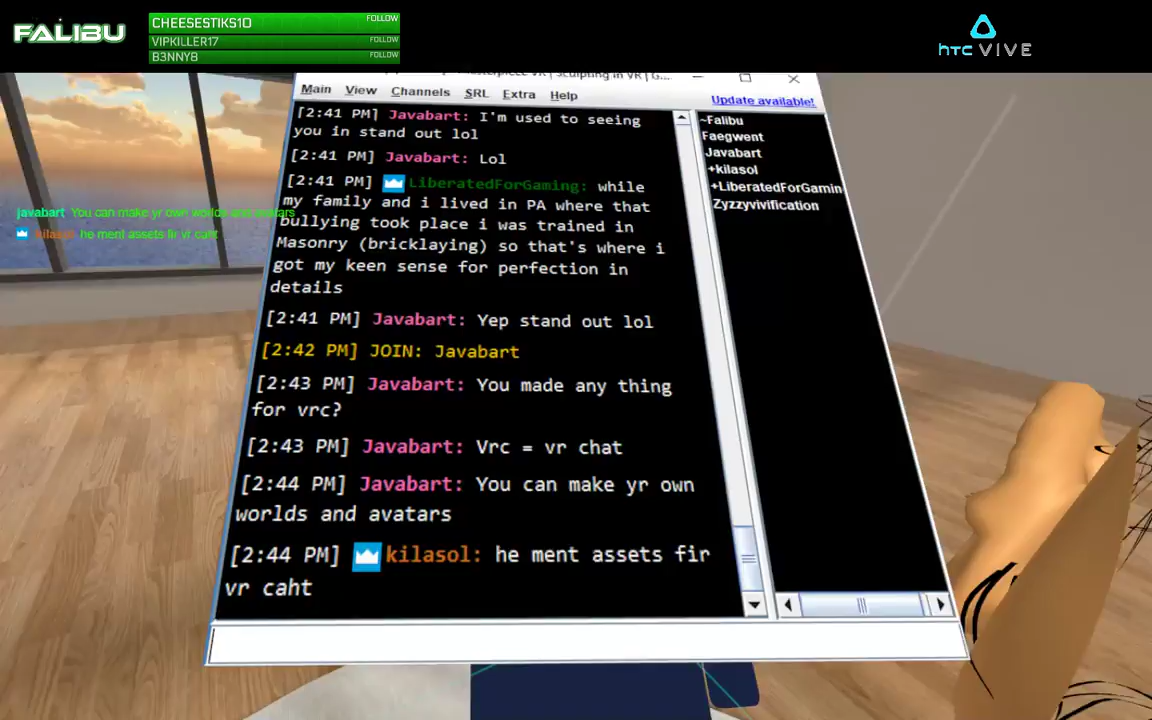 FALIBU
CHEESESTIKS1D FOLLOW
VIPKILLER17 FOLLOW
B3NNY8 FOLLOW
htc VIVE
sculpting in VR | G...
Main View Channels SRL Extra Help
Update available!
[2:41 PM] Javabart: I'm used to seeing
you in stand out lol
[2:41 PM] Javabart: Lol
[2:41 PM] LiberatedForGaming: while
my family and i lived in PA where that
bullying took place i was trained in
Masonry (bricklaying) so that's where i
got my keen sense for perfection in
details
[2:41 PM] Javabart: Yep stand out lol
[2:42 PM] JOIN: Javabart
[2:43 PM] Javabart: You made any thing
for vrc?
[2:43 PM] Javabart: Vrc = vr chat
[2:44 PM] Javabart: You can make yr own
worlds and avatars
[2:44 PM] kilasol: he ment assets fir
vr caht
~Falibu
Faegwent
Javabart
+kilasol
+LiberatedForGamin
Zyzzyvivification
javabart You can make yr own worlds and avatars
kilasol he ment assets fir vr caht